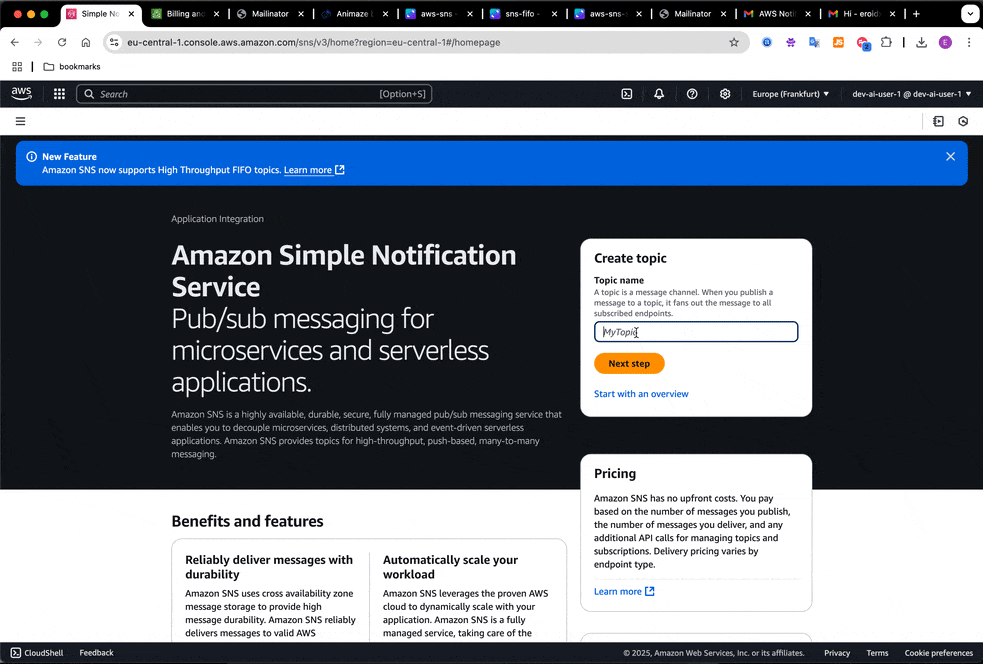 Simple No
Billing and
Mailinator
Animaze
aws-sns
sns-fifo
aws-sns-
Mailinator
AWS Noti
Hi - eroid
eu-central-1.console.aws.amazon.com/sns/v3/home?region=eu-central-1#/homepage
bookmarks
aws
Search
[Option+S]
Europe (Frankfurt)
dev-ai-user-1 @ dev-ai-user-1
New Feature
Amazon SNS now supports High Throughput FIFO topics. Learn more
Application Integration
Amazon Simple Notification
Service
Pub/sub messaging for
microservices and serverless
applications.
Amazon SNS is a highly available, durable, secure, fully managed pub/sub messaging service that
enables you to decouple microservices, distributed systems, and event-driven serverless
applications. Amazon SNS provides topics for high-throughput, push-based, many-to-many
messaging.
Create topic
Topic name
A topic is a message channel. When you publish a
message to a topic, it fans out the message to all
subscribed endpoints.
MyTopic
Next step
Start with an overview
Pricing
Amazon SNS has no upfront costs. You pay
based on the number of messages you publish,
the number of messages you deliver, and any
additional API calls for managing topics and
subscriptions. Delivery pricing varies by
endpoint type.
Learn more
Benefits and features
Reliably deliver messages with
durability
Amazon SNS uses cross availability zone
message storage to provide high
message durability. Amazon SNS reliably
delivers messages to valid AWS
Automatically scale your
workload
Amazon SNS leverages the proven AWS
cloud to dynamically scale with your
application. Amazon SNS is a fully
managed service, taking care of the
CloudShell
Feedback
© 2025, Amazon Web Services, Inc. or its affiliates.
Privacy
Terms
Cookie preferences